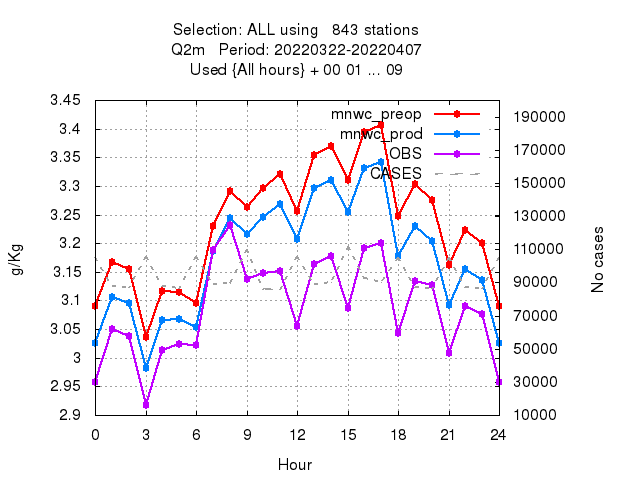 Selection: ALL using 843 stations
Q2m Period: 20220322-20220407
Used {All hours} + 00 01 ... 09
mnwc_preop
mnwc_prod
OBS
CASES
3.45
3.4
3.35
3.3
3.25
3.2
3.15
3.1
3.05
3
2.95
2.9
g/Kg
190000
170000
150000
130000
110000
90000
70000
50000
30000
10000
No cases
0 3 6 9 12 15 18 21 24
Hour